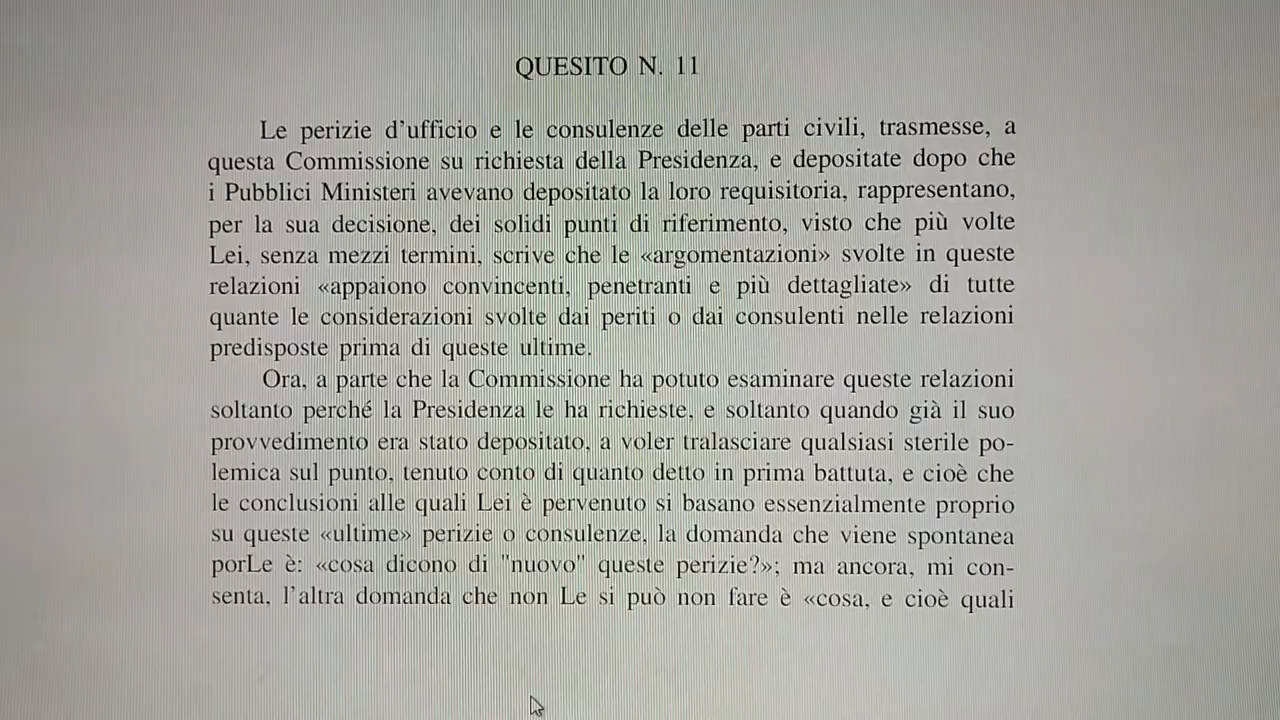 QUESITO N. 11
Le perizie d'ufficio e le consulenze delle parti civili, trasmesse, a
questa Commissione su richiesta della Presidenza, e depositate dopo che
i Pubblici Ministeri avevano depositato la loro requisitoria, rappresentano,
per la sua decisione, dei solidi punti di riferimento, visto che più volte
Lei, senza mezzi termini, scrive che le «argomentazioni» svolte in queste
relazioni «appaiono convincenti, penetranti e più dettagliate» di tutte
quante le considerazioni svolte dai periti o dai consulenti nelle relazioni
predisposte prima di queste ultime.
Ora, a parte che la Commissione ha potuto esaminare queste relazioni
soltanto perché la Presidenza le ha richieste, e soltanto quando già il suo
provvedimento era stato depositato, a voler tralasciare qualsiasi sterile po-
lemica sul punto, tenuto conto di quanto detto in prima battuta, e cioè che
le conclusioni alle quali Lei è pervenuto si basano essenzialmente proprio
su queste «ultime» perizie o consulenze, la domanda che viene spontanea
porLe è: «cosa dicono di "nuovo" queste perizie?»; ma ancora, mi con-
senta, l'altra domanda che non Le si può non fare è «cosa, e cioè quali